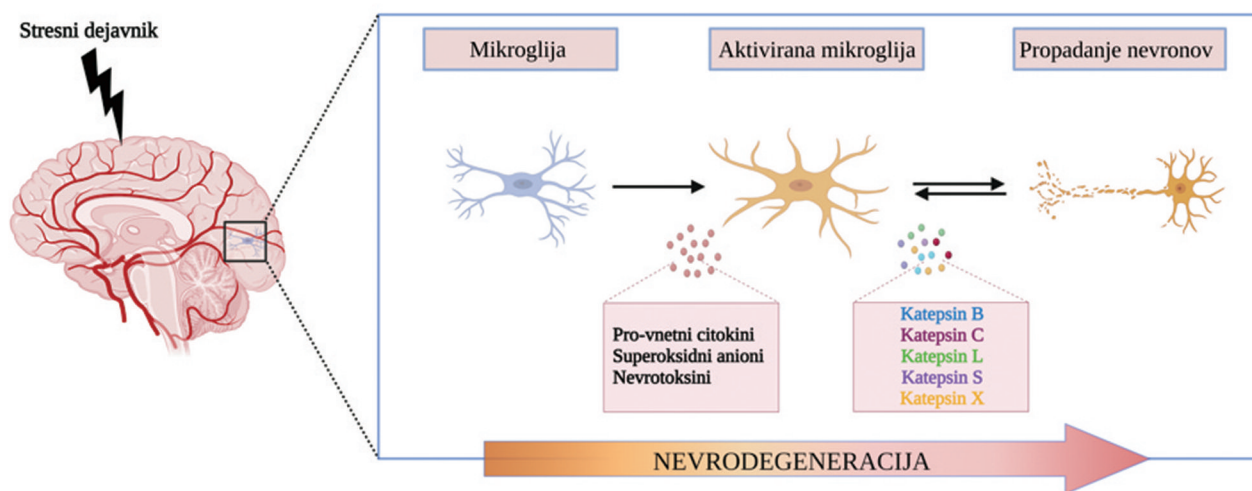 Stresni dejavnik
Mikroglija
Aktivirana mikroglija
Propadanje nevronov
Pro-vnetni citokini
Superoksidni anioni
Nevrotoksini
Katepsin B
Katepsin C
Katepsin L
Katepsin S
Katepsin X
NEVRODEGENERACIJA